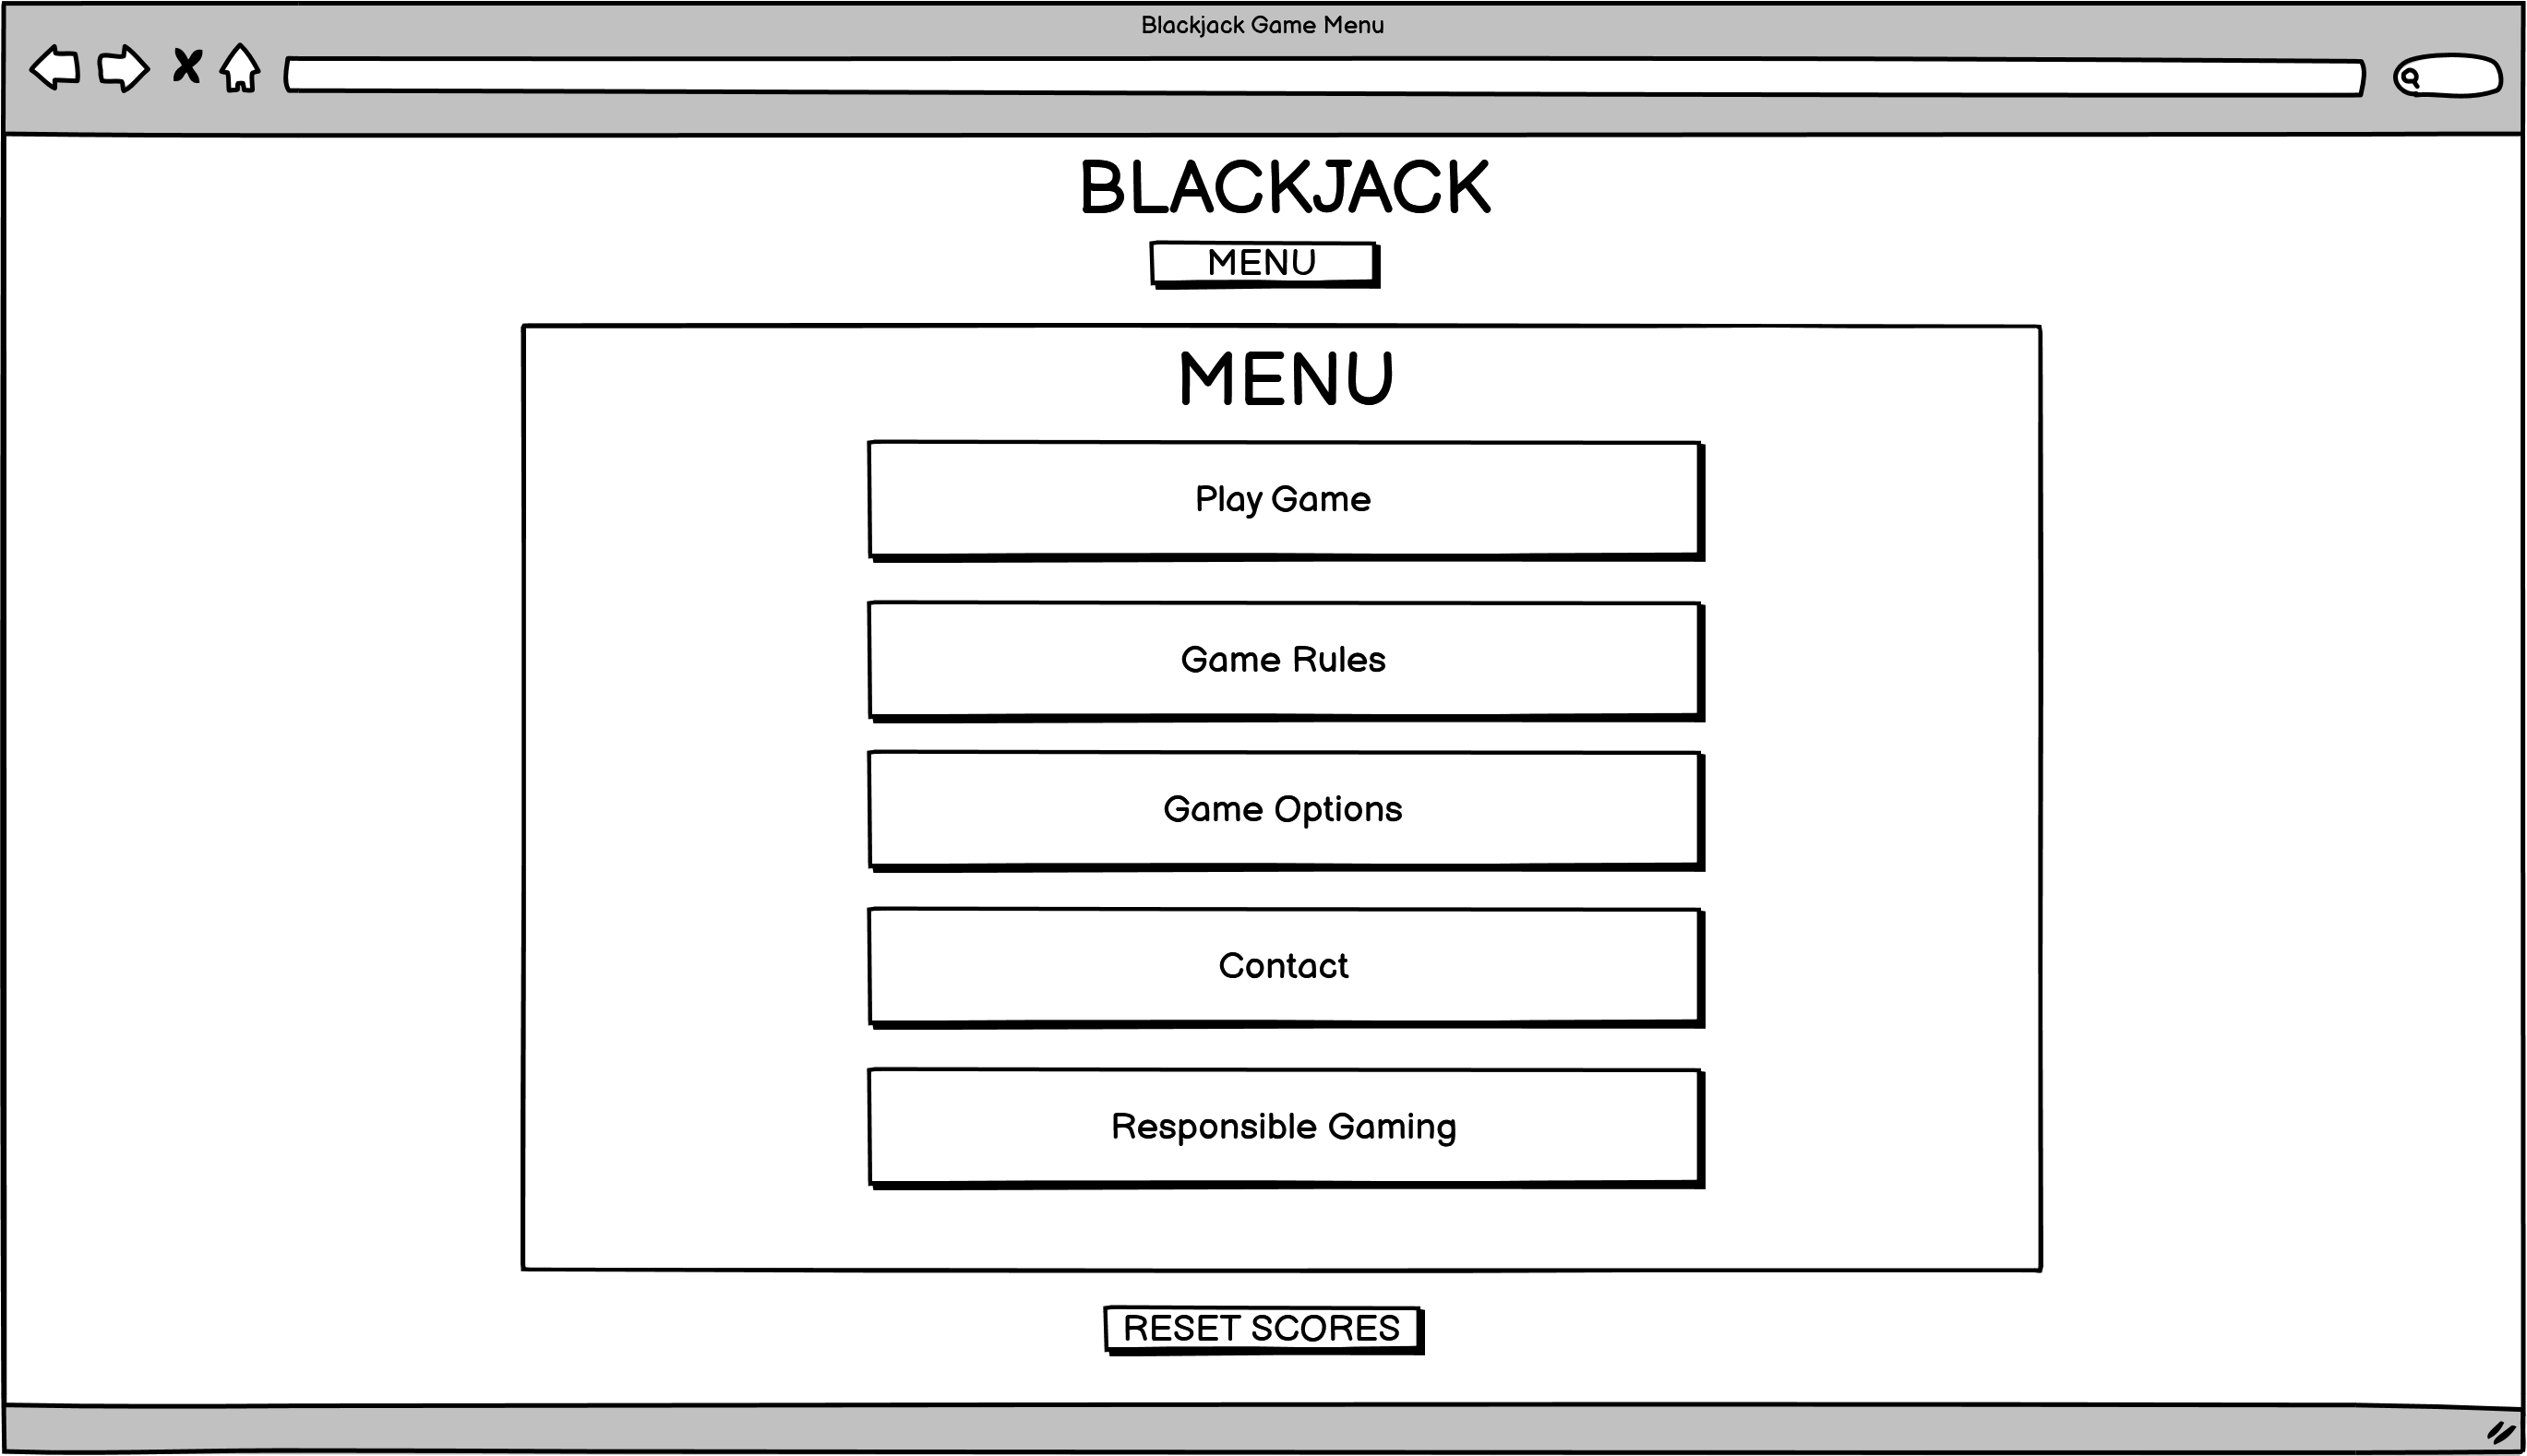 Blackjack Game Menu
BLACKJACK
MENU
MENU
Play Game
Game Rules
Game Options
Contact
Responsible Gaming
RESET SCORES